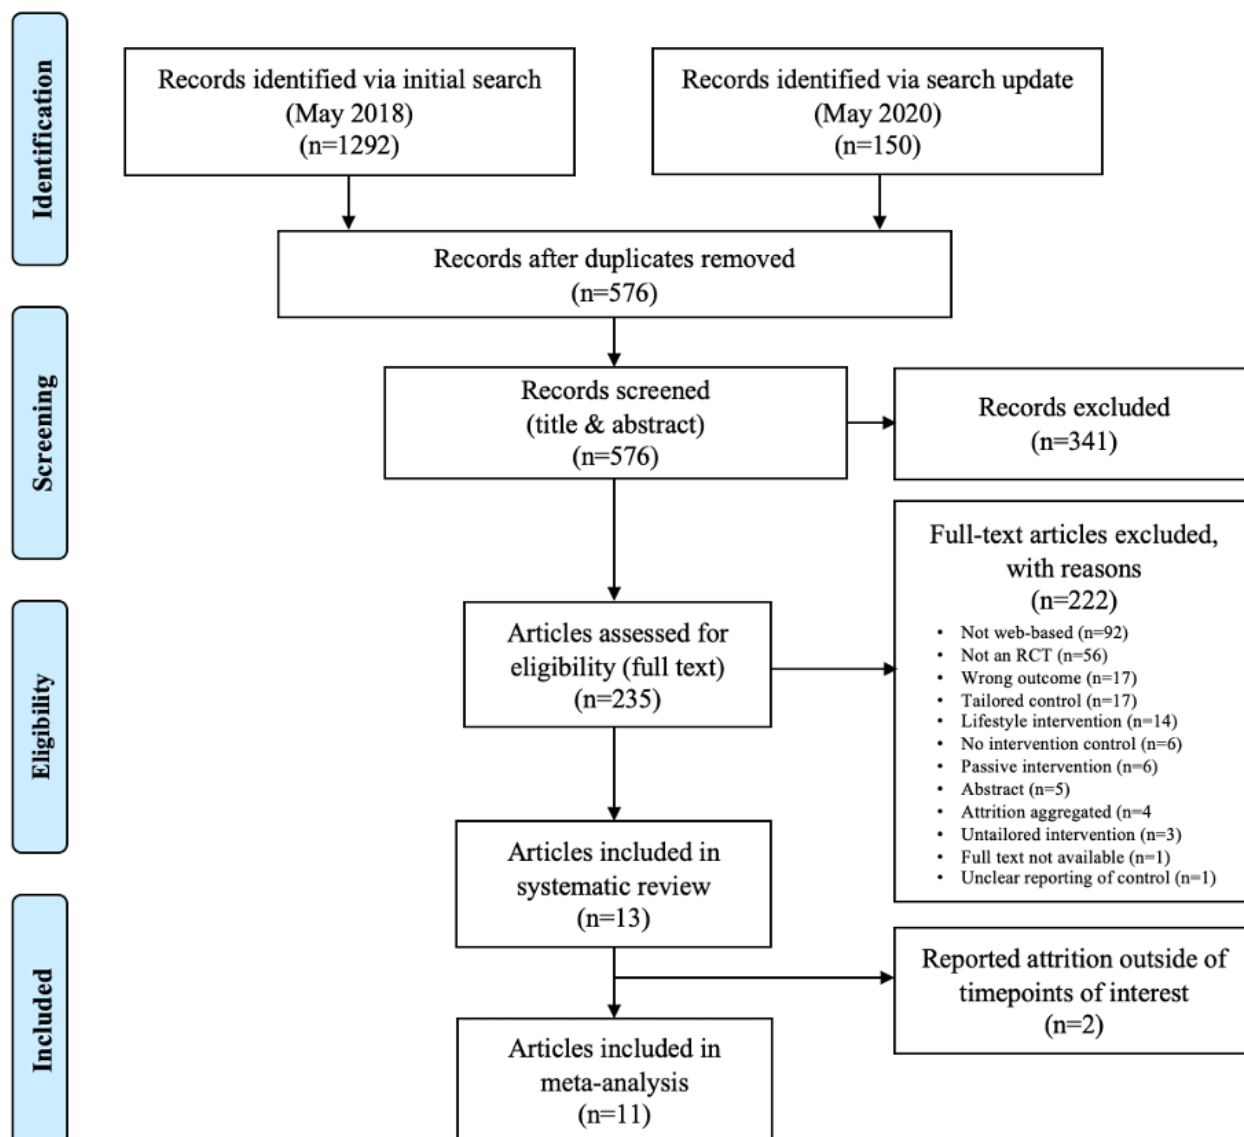 Identification
Records identified via initial search
(May 2018)
(n=1292)
Records identified via search update
(May 2020)
(n=150)
Records after duplicates removed
(n=576)
Screening
Records screened
(title & abstract)
(n=576)
Records excluded
(n=341)
Eligibility
Articles assessed for
eligibility (full text)
(n=235)
Full-text articles excluded,
with reasons
(n=222)
• Not web-based (n=92)
• Not an RCT (n=56)
• Wrong outcome (n=17)
• Tailored control (n=17)
• Lifestyle intervention (n=14)
• No intervention control (n=6)
• Passive intervention (n=6)
• Abstract (n=5)
• Attrition aggregated (n=4
• Untailored intervention (n=3)
• Full text not available (n=1)
• Unclear reporting of control (n=1)
Articles included in
systematic review
(n=13)
Included
Reported attrition outside of
timepoints of interest
(n=2)
Articles included in
meta-analysis
(n=11)